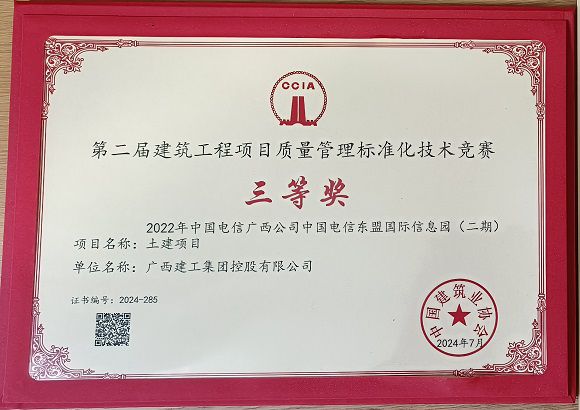 CCIA
第二届建筑工程项目质量管理标准化技术竞赛
三等奖
2022年中国电信广西公司中国电信东盟国际信息园（二期）
项目名称：土建项目
单位名称：广西建工集团控股有限公司
证书编号：2024-285
中国建筑业协会
2024年7月